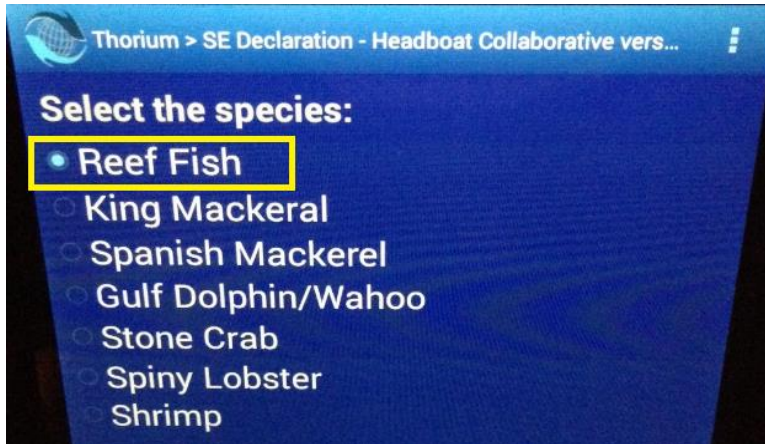 Thorium > SE Declaration - Headboat Collaborative vers...
Select the species:
Reef Fish
King Mackeral
Spanish Mackerel
Gulf Dolphin/Wahoo
Stone Crab
Spiny Lobster
Shrimp